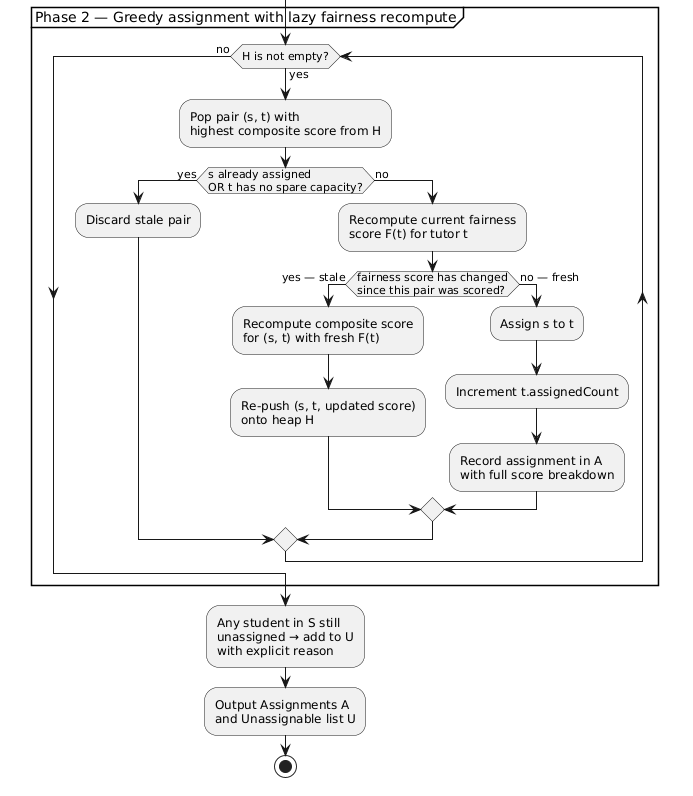 Phase 2 — Greedy assignment with lazy fairness recompute
no
H is not empty?
yes
Pop pair (s, t) with
highest composite score from H
yes
s already assigned
OR t has no spare capacity?
no
Discard stale pair
Recompute current fairness
score F(t) for tutor t
yes — stale
fairness score has changed
since this pair was scored?
no — fresh
Recompute composite score
for (s, t) with fresh F(t)
Assign s to t
Re-push (s, t, updated score)
onto heap H
Increment t.assignedCount
Record assignment in A
with full score breakdown
Any student in S still
unassigned → add to U
with explicit reason
Output Assignments A
and Unassignable list U